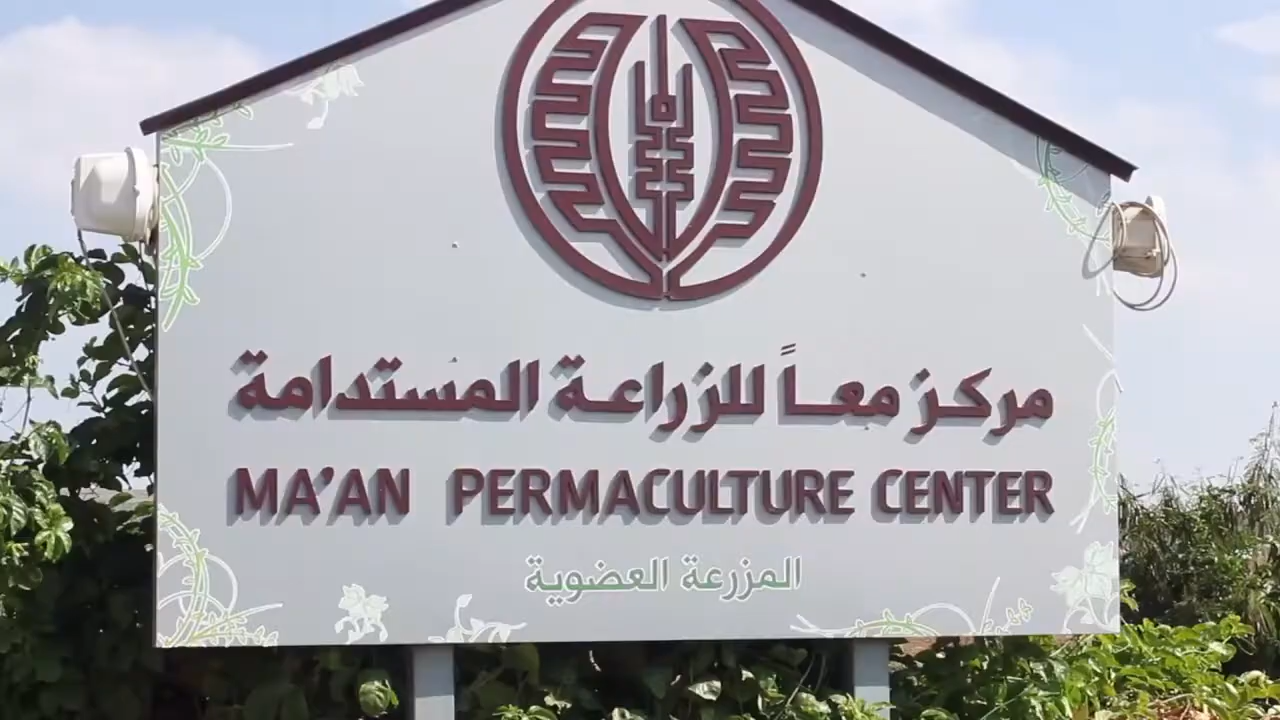 مركز معاً للزراعة المستدامة
MA'AN PERMACULTURE CENTER
المزرعة العضوية